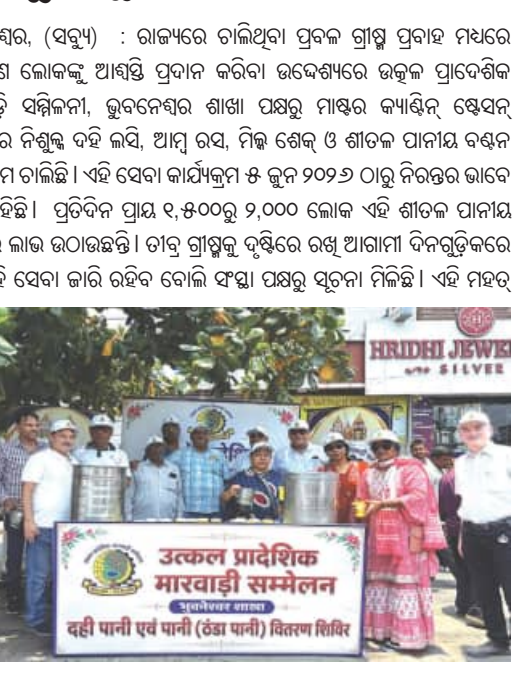 ଶ୍ୱର, (ସବ୍ୟୁ) : ରାଜ୍ୟରେ ଚାଲିଥିବା ପ୍ରବଳ ଗ୍ରୀଷ୍ମ ପ୍ରବାହ ମଧ୍ୟରେ
ଣ ଲୋକଙ୍କୁ ଆଶ୍ୱସ୍ତି ପ୍ରଦାନ କରିବା ଉଦ୍ଦେଶ୍ୟରେ ଉତ୍କଳ ପ୍ରାଦେଶିକ
ଡ଼ି ସମ୍ମିଳନୀ, ଭୁବନେଶ୍ୱର ଶାଖା ପକ୍ଷରୁ ମାଷ୍ଟର କ୍ୟାଣ୍ଟିନ୍ ଷ୍ଟେସନ୍
ରେ ନିଶୁଳ୍କ ଦହି ଲସି, ଆମ୍ବ ରସ, ମିଲ୍କ ଶେକ୍ ଓ ଶୀତଳ ପାନୀୟ ବଣ୍ଟନ
ମ ଚାଲିଛି । ଏହି ସେବା କାର୍ଯ୍ୟକ୍ରମ ୫ ଜୁନ ୨୦୨୬ ଠାରୁ ନିରନ୍ତର ଭାବେ
ହିଛି । ପ୍ରତିଦିନ ପ୍ରାୟ ୧,୫୦୦ରୁ ୨,୦୦୦ ଲୋକ ଏହି ଶୀତଳ ପାନୀୟ
ଲାଭ ଉଠାଉଛନ୍ତି । ତୀବ୍ର ଗ୍ରୀଷ୍ମକୁ ଦୃଷ୍ଟିରେ ରଖି ଆଗାମୀ ଦିନଗୁଡ଼ିକରେ
ହି ସେବା ଜାରି ରହିବ ବୋଲି ସଂସ୍ଥା ପକ୍ଷରୁ ସୂଚନା ମିଳିଛି । ଏହି ମହତ୍
HRIDHI JEWE
SILVER
उत्कल प्रादेशिक
मारवाड़ी सम्मेलन
भुवनेश्वर शाखा
दही पानी एवं पानी (ठंडा पानी) वितरण शिविर